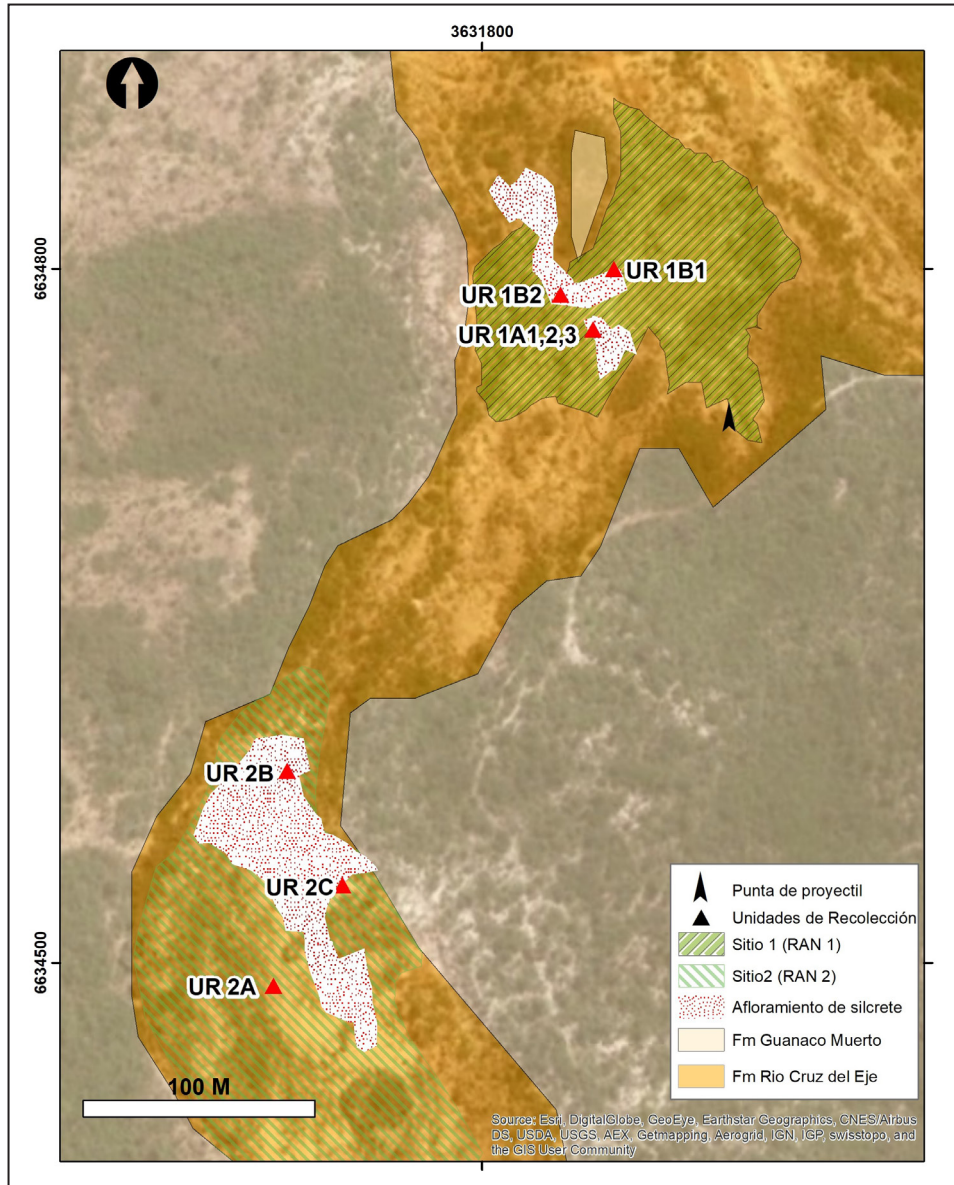 3631800
6634800
UR 1B1
UR 1B2
UR 1A1,2,3
UR 2B
UR 2C
6634500
UR 2A
100 M
Punta de proyectil
Unidades de Recolección
Sitio 1 (RAN 1)
Sitio2 (RAN 2)
Afloramiento de silcrete
Fm Guanaco Muerto
Fm Rio Cruz del Eje
Source: Esri, DigitalGlobe, GeoEye, Earthstar Geographics, CNES/Airbus
DS, USDA, USGS, AEX, Getmapping, Aerogrid, IGN, IGP, swisstopo, and
the GIS User Community